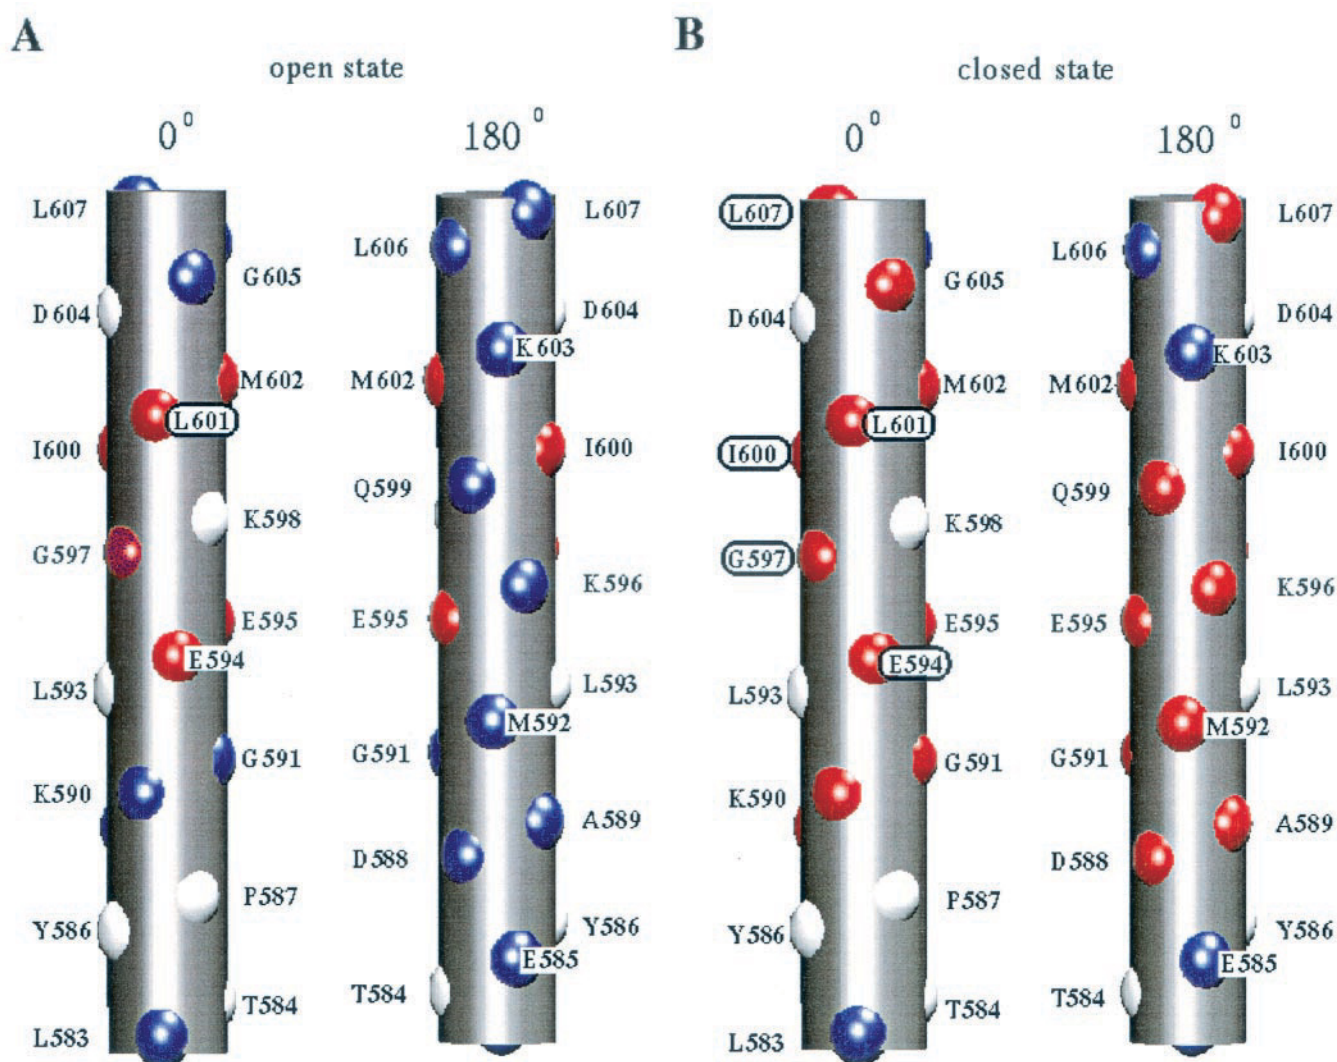 A
open state
0°
180°
L607
G605
D604
M602
L601
I600
K598
G597
E595
E594
L593
G591
K590
P587
Y586
T584
L583
L607
L606
D604
K603
M602
I600
Q599
K596
E595
L593
M592
G591
A589
D588
Y586
E585
T584
B
closed state
0°
180°
L607
G605
D604
M602
L601
I600
K598
G597
E595
E594
L593
G591
K590
P587
Y586
T584
L583
L607
L606
D604
K603
M602
I600
Q599
K596
E595
L593
M592
G591
A589
D588
Y586
E585
T584